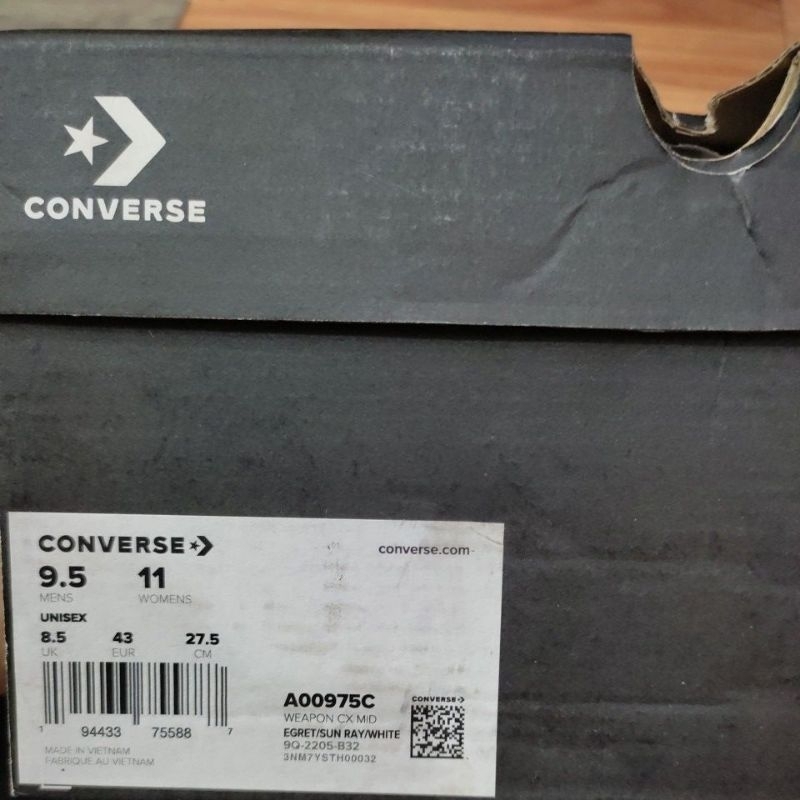 CONVERSE
CONVERSE
converse.com
9.5 11
MENS WOMENS
UNISEX
8.5 43 27.5
UK EUR CM
1 94433 75588 7
MADE IN VIETNAM
FABRIQUE AU VIETNAM
A00975C
WEAPON CX MID
EGRET/SUN RAY/WHITE
9Q-2205-B32
3NM7YSTH00032
CONVERSE